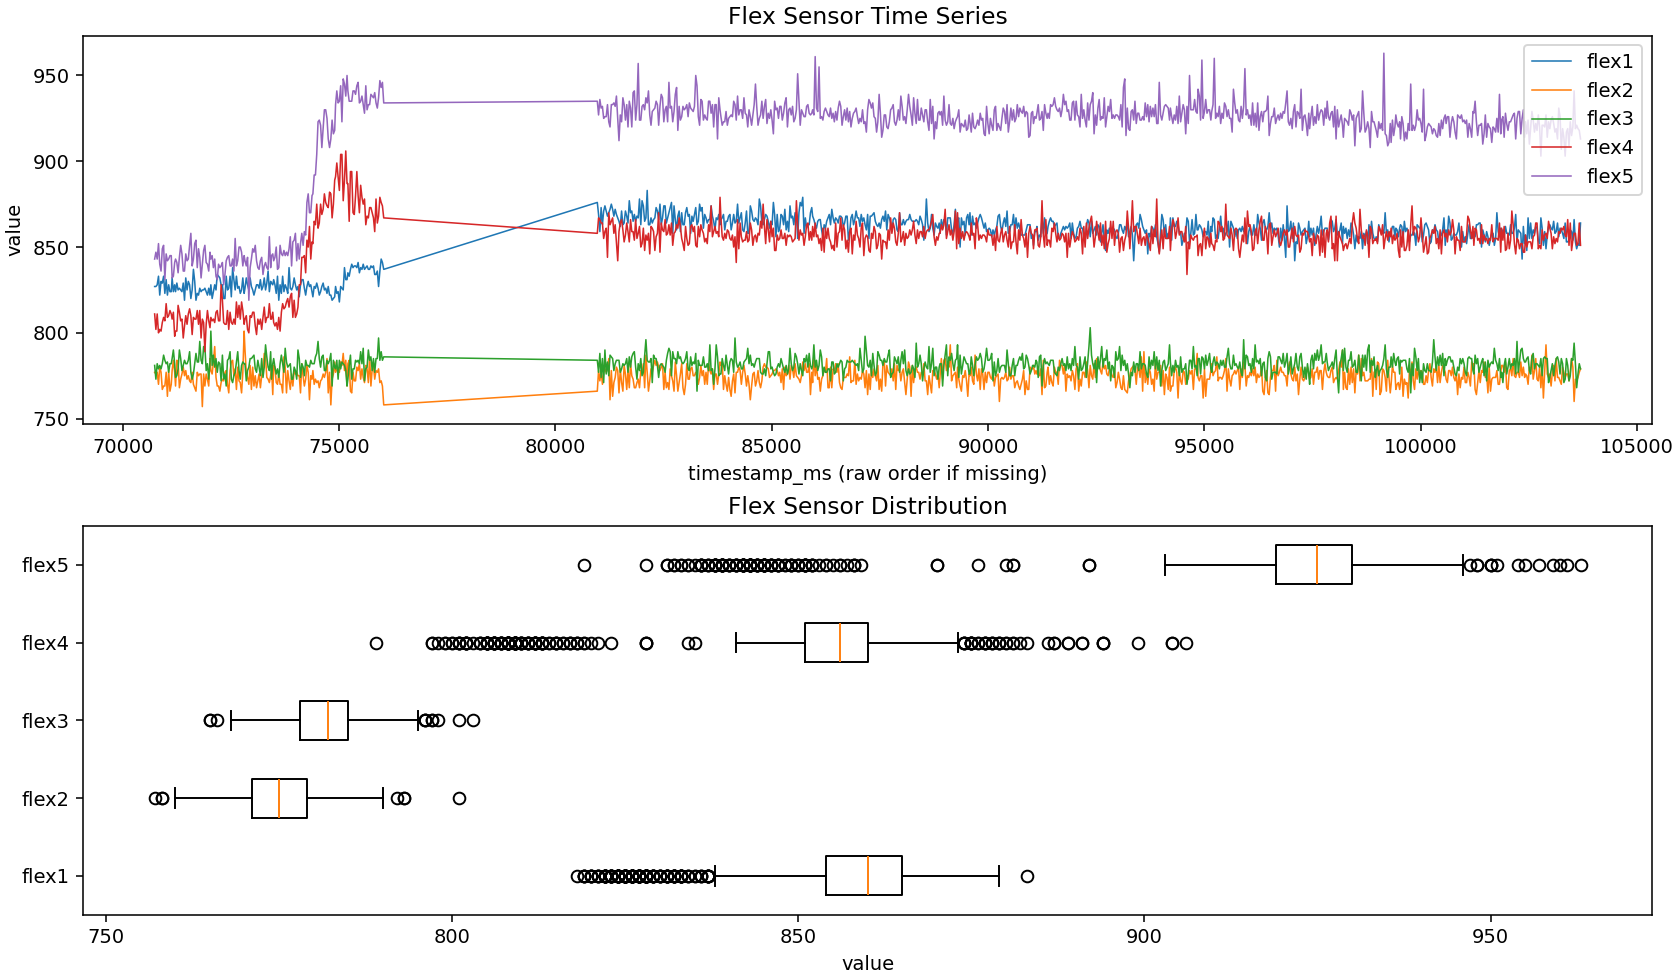 Flex Sensor Time Series
950
900
850
800
750
value
flex1
flex2
flex3
flex4
flex5
70000 75000 80000 85000 90000 95000 100000 105000
timestamp_ms (raw order if missing)
Flex Sensor Distribution
flex5
flex4
flex3
flex2
flex1
750 800 850 900 950
value